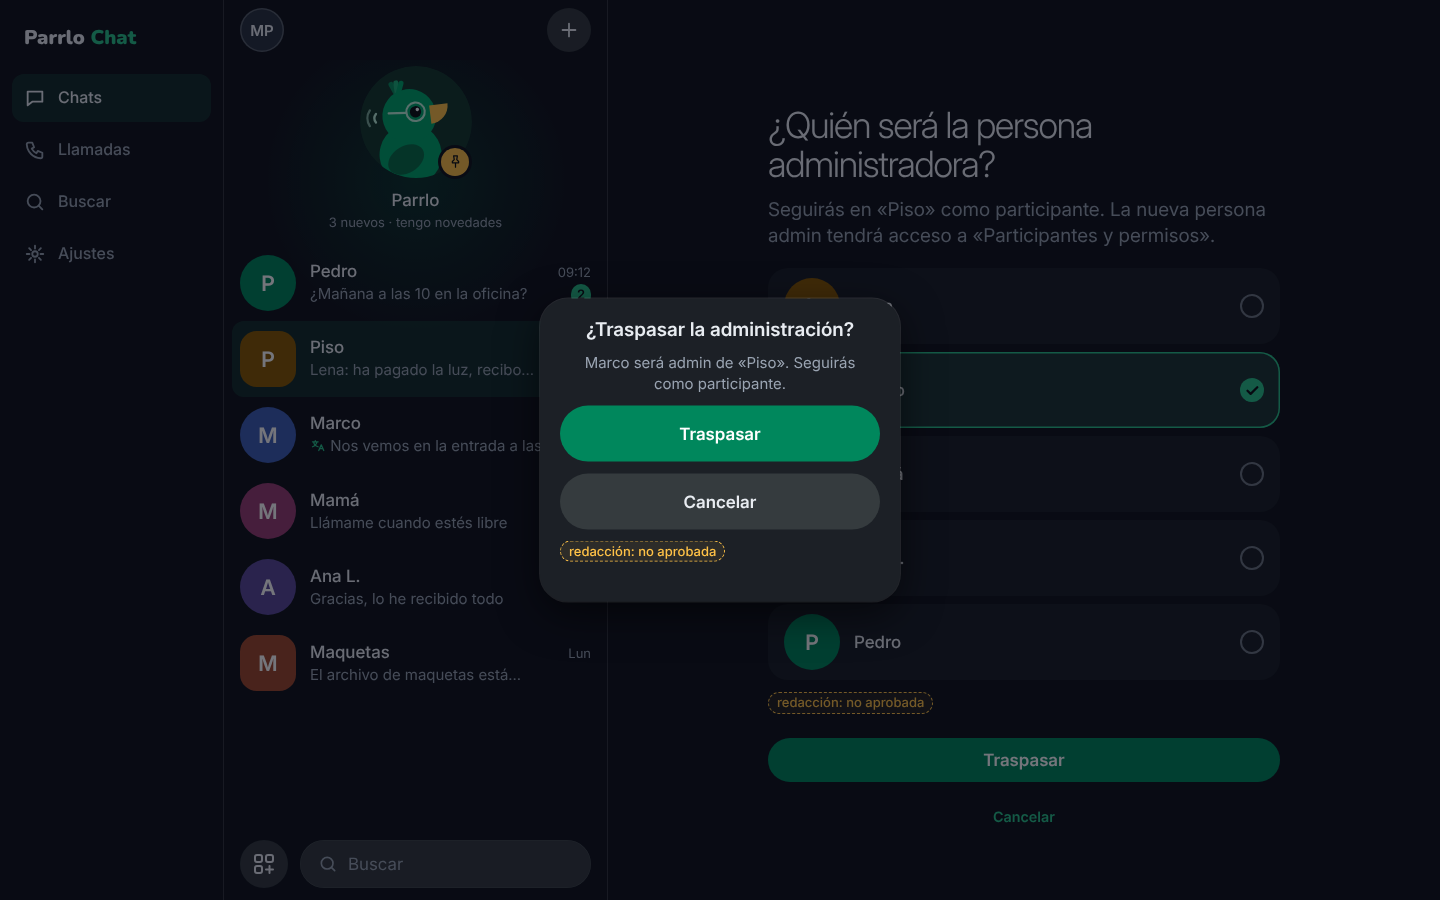 Parrlo Chat
Chats
Llamadas
Buscar
Ajustes
MP
Parrlo
3 nuevos · tengo novedades
P
Pedro
09:12
¿Mañana a las 10 en la oficina?
2
P
Piso
Lena: ha pagado la luz, recibo...
M
Marco
Nos vemos en la entrada a las
M
Mamá
Llámame cuando estés libre
A
Ana L.
Gracias, lo he recibido todo
M
Maquetas
Lun
El archivo de maquetas está...
Buscar
¿Quién será la persona
administradora?
Seguirás en «Piso» como participante. La nueva persona
admin tendrá acceso a «Participantes y permisos».
P
Pedro
redacción: no aprobada
Traspasar
Cancelar
¿Traspasar la administración?
Marco será admin de «Piso». Seguirás
como participante.
Traspasar
Cancelar
redacción: no aprobada